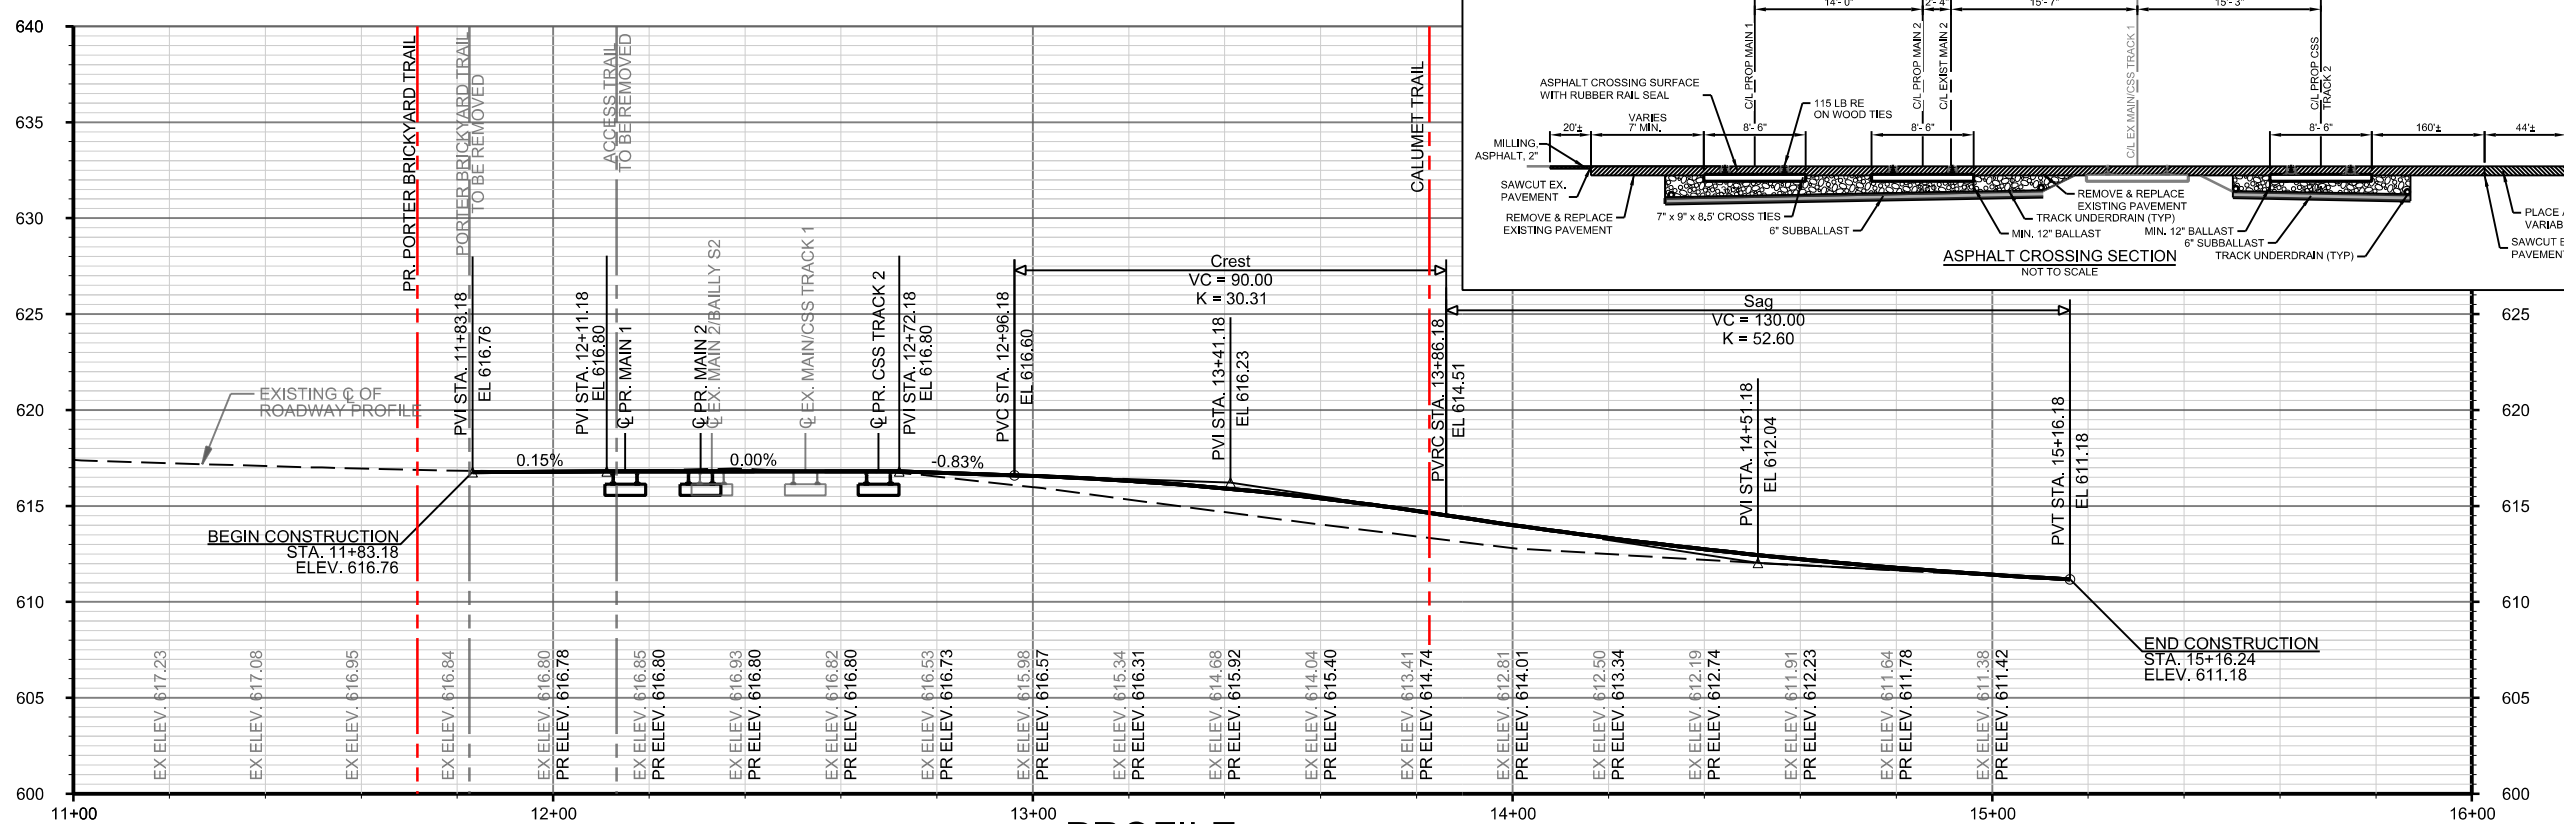 640
635
630
625
620
615
610
605
600
625
620
615
610
605
600
11+00
12+00
13+00
14+00
15+00
16+00
PR. PORTER BRICKYARD TRAIL
PORTER BRICKYARD TRAIL
TO BE REMOVED
ACCESS TRAIL
TO BE REMOVED
CALUMET TRAIL
EXISTING ℄ OF
ROADWAY PROFILE
BEGIN CONSTRUCTION
STA. 11+83.18
ELEV. 616.76
PVI STA. 11+83.18
EL 616.76
0.15%
PVI STA. 12+11.18
EL 616.80
℄ PR. MAIN 1
℄ PR. MAIN 2
℄ EX. MAIN 2/BAILLY S2
0.00%
℄ EX. MAIN/CSS TRACK 1
℄ PR. CSS TRACK 2
PVI STA. 12+72.18
EL 616.80
-0.83%
PVC STA. 12+96.18
EL 616.60
Crest
VC = 90.00
K = 30.31
PVI STA. 13+41.18
EL 616.23
PVRC STA. 13+86.18
EL 614.51
Sag
VC = 130.00
K = 52.60
PVI STA. 14+51.18
EL 612.04
PVT STA. 15+16.18
EL 611.18
END CONSTRUCTION
STA. 15+16.24
ELEV. 611.18
EX ELEV. 617.23
EX ELEV. 617.08
EX ELEV. 616.95
EX ELEV. 616.84
EX ELEV. 616.80
PR ELEV. 616.78
EX ELEV. 616.85
PR ELEV. 616.80
EX ELEV. 616.93
PR ELEV. 616.80
EX ELEV. 616.82
PR ELEV. 616.80
EX ELEV. 616.53
PR ELEV. 616.73
EX ELEV. 615.98
PR ELEV. 616.57
EX ELEV. 615.34
PR ELEV. 616.31
EX ELEV. 614.68
PR ELEV. 615.92
EX ELEV. 614.04
PR ELEV. 615.40
EX ELEV. 613.41
PR ELEV. 614.74
EX ELEV. 612.81
PR ELEV. 614.01
EX ELEV. 612.50
PR ELEV. 613.34
EX ELEV. 612.19
PR ELEV. 612.74
EX ELEV. 611.91
PR ELEV. 612.23
EX ELEV. 611.64
PR ELEV. 611.78
EX ELEV. 611.38
PR ELEV. 611.42
PROFILE
14'- 0"
2'- 4"
15'- 7"
15'- 3"
C/L PROP MAIN 1
C/L PROP MAIN 2
C/L EXIST MAIN 2
C/L EX MAIN/CSS TRACK 1
C/L PROP CSS
TRACK 2
ASPHALT CROSSING SURFACE
WITH RUBBER RAIL SEAL
115 LB RE
ON WOOD TIES
20'±
VARIES
7' MIN.
8'- 6"
8'- 6"
8'- 6"
160'±
44'±
MILLING,
ASPHALT, 2"
SAWCUT EX.
PAVEMENT
REMOVE & REPLACE
EXISTING PAVEMENT
7" x 9" x 8.5' CROSS TIES
6" SUBBALLAST
REMOVE & REPLACE
EXISTING PAVEMENT
TRACK UNDERDRAIN (TYP)
MIN. 12" BALLAST
MIN. 12" BALLAST
6" SUBBALLAST
TRACK UNDERDRAIN (TYP)
PLACE
VARIAB
SAWCUT E
PAVEMENT
ASPHALT CROSSING SECTION
NOT TO SCALE